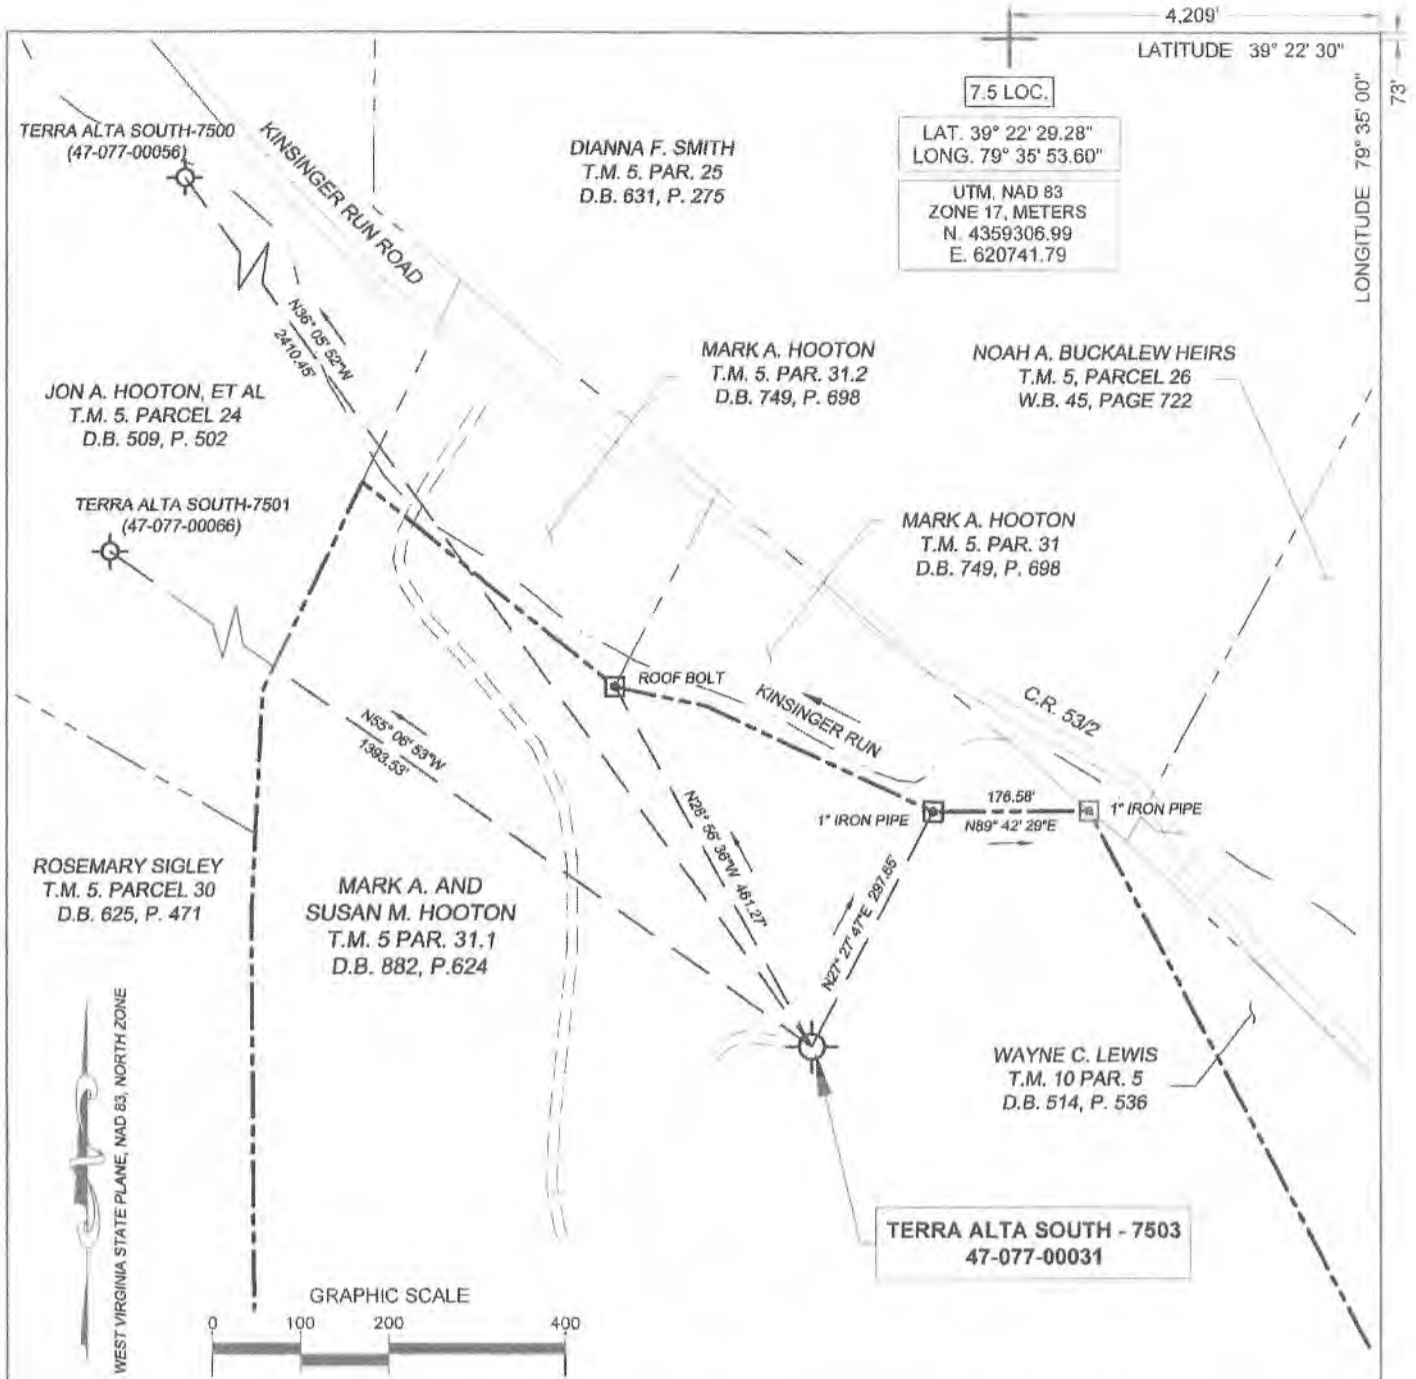 4,209'
LATITUDE 39° 22' 30"
73'
LONGITUDE 79° 35' 00"
7.5 LOC.
LAT. 39° 22' 29.28"
LONG. 79° 35' 53.60"
UTM, NAD 83
ZONE 17, METERS
N. 4359306.99
E. 620741.79
TERRA ALTA SOUTH-7500
(47-077-00056)
KINSINGER RUN ROAD
DIANNA F. SMITH
T.M. 5. PAR. 25
D.B. 631, P. 275
N36° 05' 52"W
2410.45'
MARK A. HOOTON
T.M. 5. PAR. 31.2
D.B. 749, P. 698
NOAH A. BUCKALEW HEIRS
T.M. 5, PARCEL 26
W.B. 45, PAGE 722
JON A. HOOTON, ET AL
T.M. 5. PARCEL 24
D.B. 509, P. 502
TERRA ALTA SOUTH-7501
(47-077-00066)
MARK A. HOOTON
T.M. 5. PAR. 31
D.B. 749, P. 698
ROOF BOLT
KINSINGER RUN
C.R. 53/2
N55° 06' 53"W
1393.53'
N28° 56' 36"W 461.27'
1" IRON PIPE
176.58'
N89° 42' 29"E
1" IRON PIPE
N27° 27' 47"E 297.65'
ROSEMARY SIGLEY
T.M. 5. PARCEL 30
D.B. 625, P. 471
MARK A. AND
SUSAN M. HOOTON
T.M. 5 PAR. 31.1
D.B. 882, P.624
WEST VIRGINIA STATE PLANE, NAD 83, NORTH ZONE
WAYNE C. LEWIS
T.M. 10 PAR. 5
D.B. 514, P. 536
TERRA ALTA SOUTH - 7503
47-077-00031
GRAPHIC SCALE
0 100 200 400